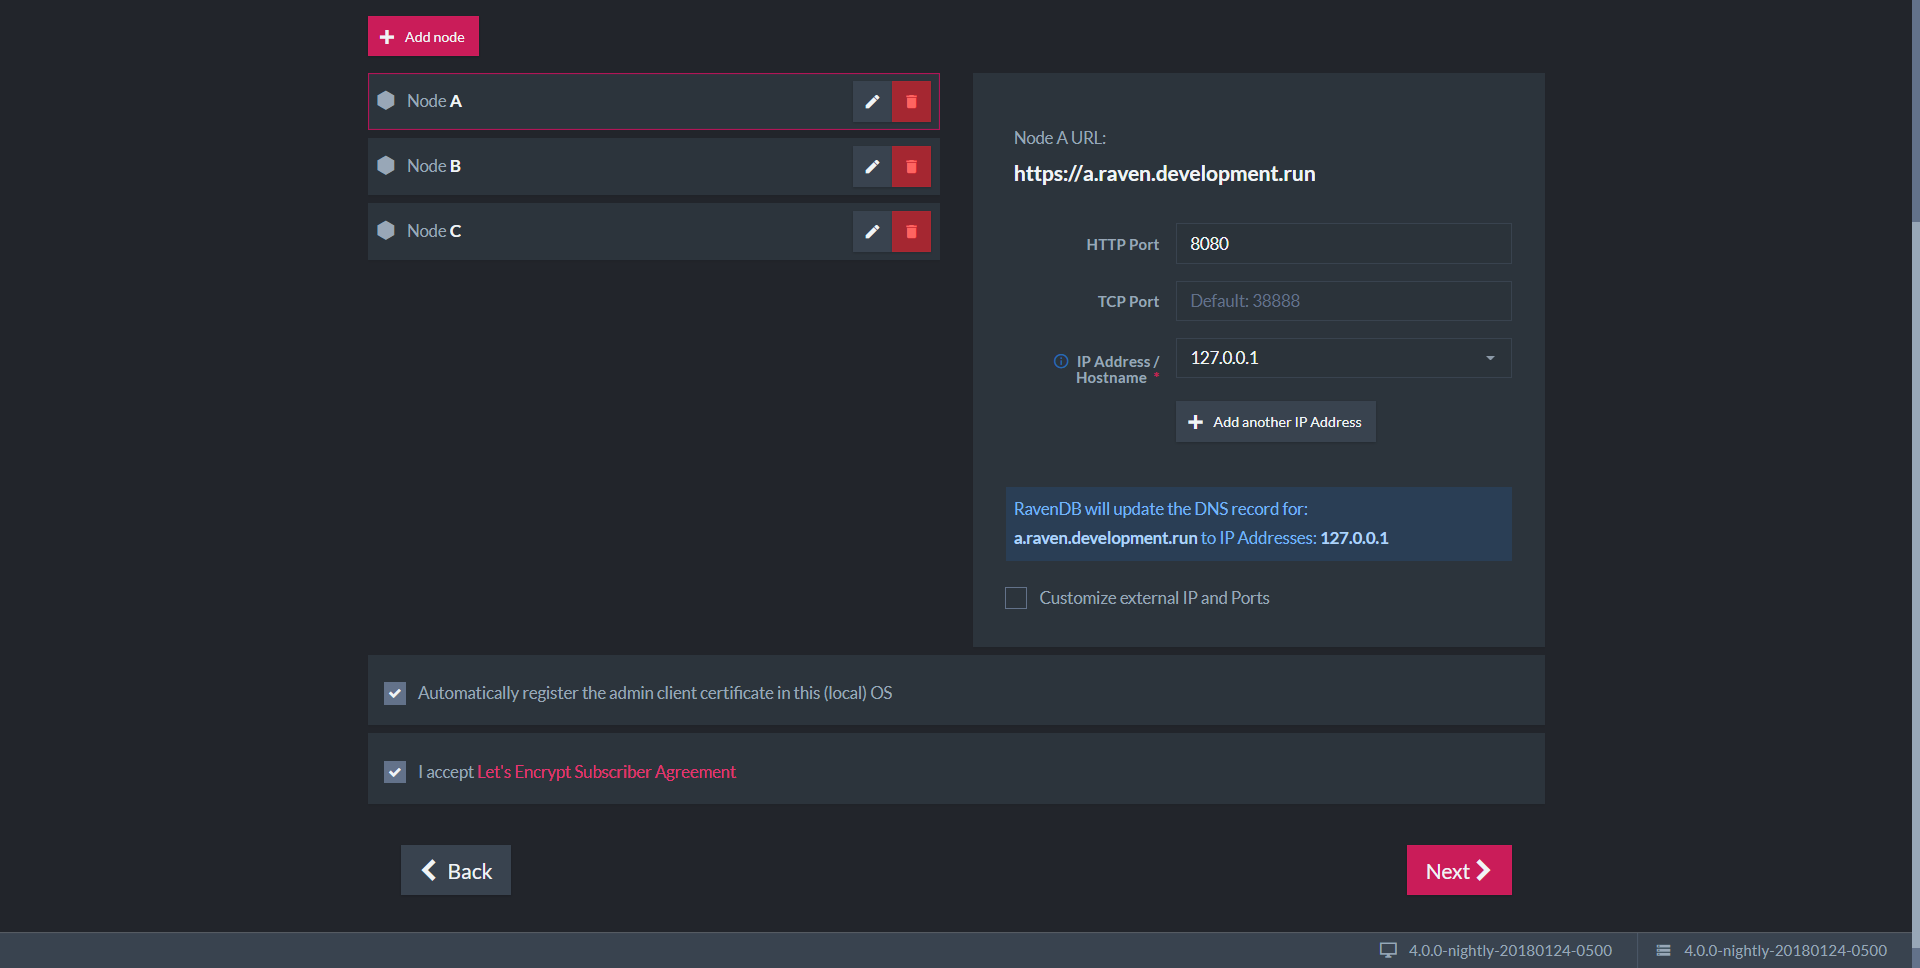 Add node
Node A
Node B
Node C
Node A URL:
https://a.raven.development.run
HTTP Port 8080
TCP Port Default: 38888
IP Address / Hostname * 127.0.0.1
Add another IP Address
RavenDB will update the DNS record for:
a.raven.development.run to IP Addresses: 127.0.0.1
Customize external IP and Ports
Automatically register the admin client certificate in this (local) OS
I accept Let's Encrypt Subscriber Agreement
Back
Next
4.0.0-nightly-20180124-0500
4.0.0-nightly-20180124-0500